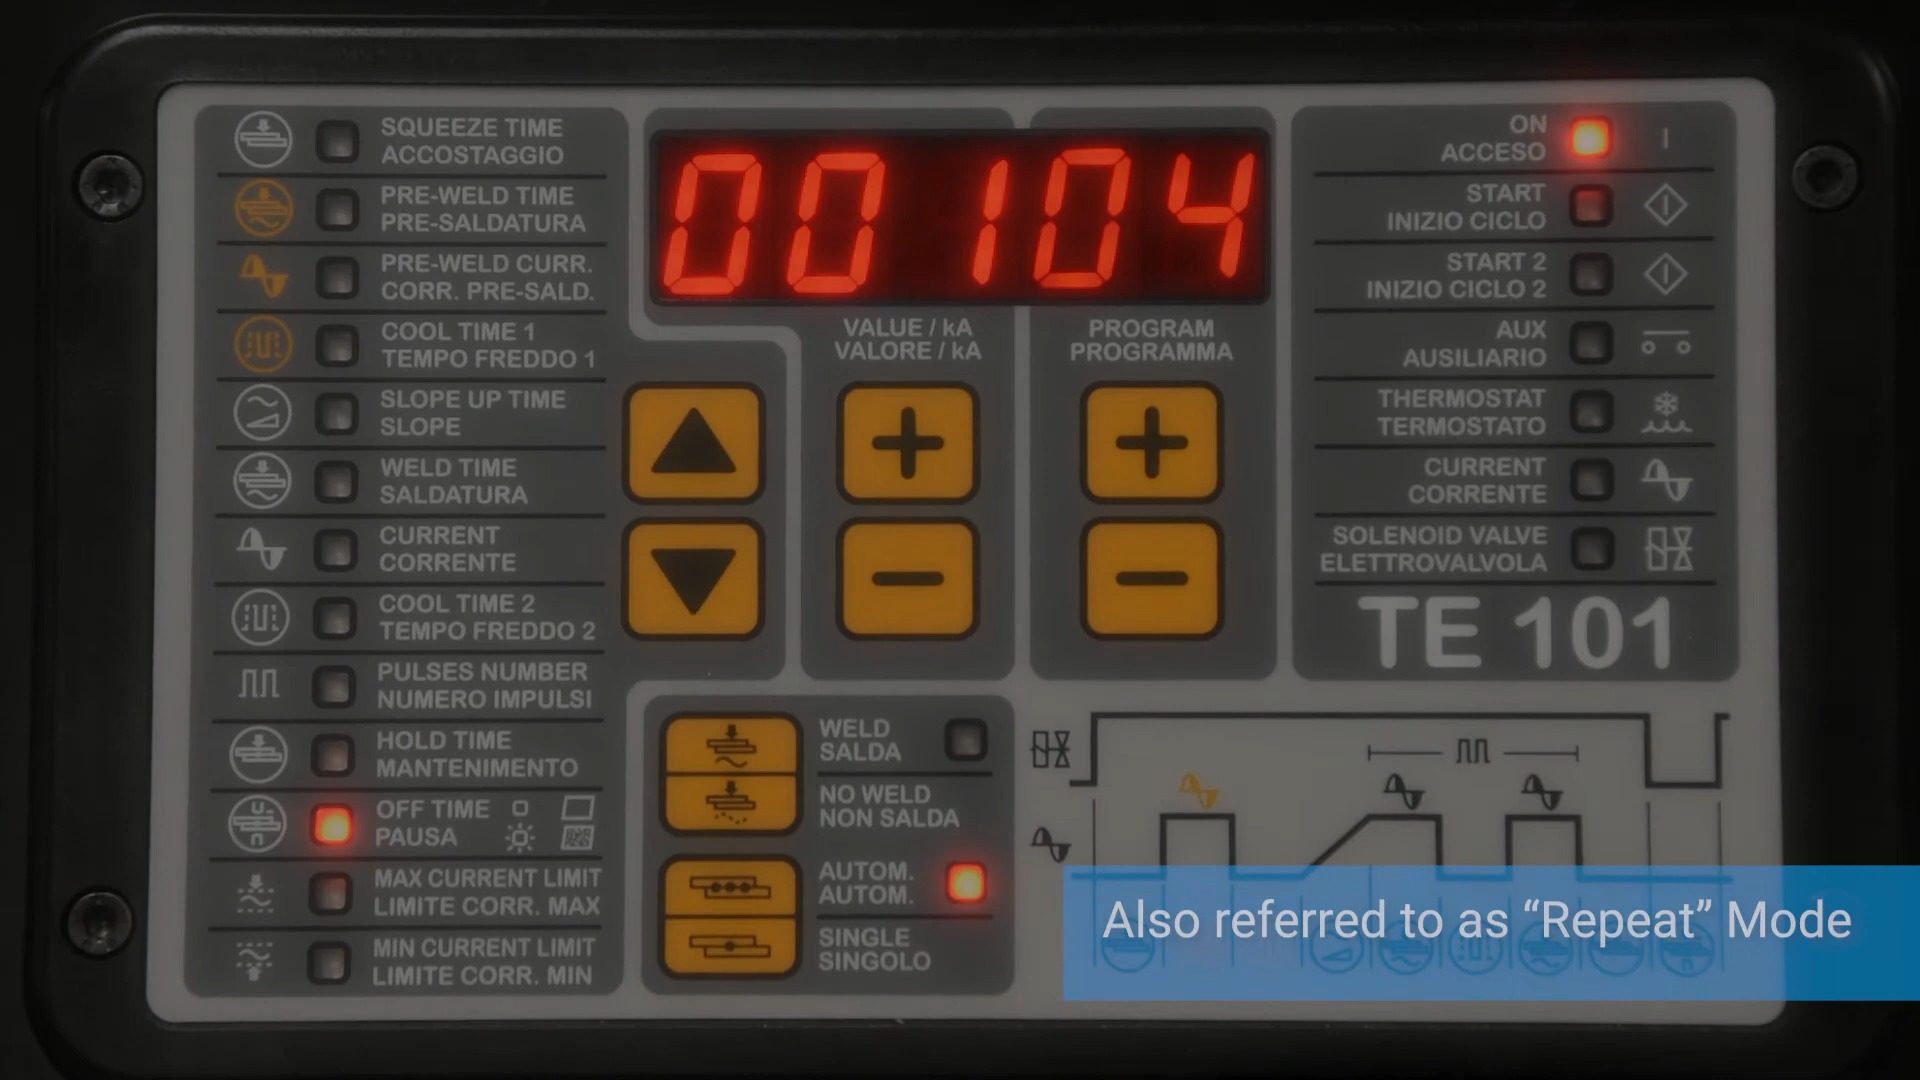 SQUEEZE TIME
ACCOSTAGGIO
PRE-WELD TIME
PRE-SALDATURA
PRE-WELD CURR.
CORR. PRE-SALD.
COOL TIME 1
TEMPO FREDDO 1
SLOPE UP TIME
SLOPE
WELD TIME
SALDATURA
CURRENT
CORRENTE
COOL TIME 2
TEMPO FREDDO 2
PULSES NUMBER
NUMERO IMPULSI
HOLD TIME
MANTENIMENTO
OFF TIME
PAUSA
MAX CURRENT LIMIT
LIMITE CORR. MAX
MIN CURRENT LIMIT
LIMITE CORR. MIN
00104
VALUE / kA
VALORE / kA
PROGRAM
PROGRAMMA
WELD
SALDA
NO WELD
NON SALDA
AUTOM.
AUTOM.
SINGLE
SINGOLO
ON
ACCESO
START
INIZIO CICLO
START 2
INIZIO CICLO 2
AUX
AUSILIARIO
THERMOSTAT
TERMOSTATO
CURRENT
CORRENTE
SOLENOID VALVE
ELETTROVALVOLA
TE 101
Also referred to as “Repeat” Mode